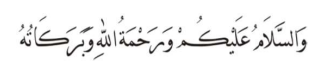 وَالسَّلَامُ عَلَيْكُمْ وَرَحْمَةُ اللهِ وَبَرَكَاتُهُ